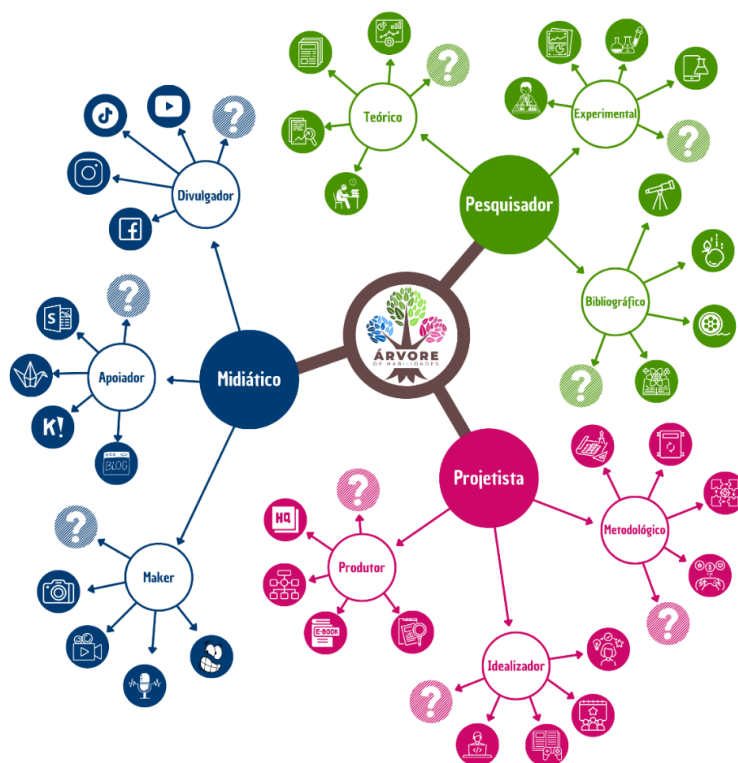 ?
Teórico
?
Experimental
?
Divulgador
Pesquisador
Bibliográfico
?
ÁRVORE
DE HABILIDADES
?
S
Apoiador
K!
BLOG
Midiático
Projetista
Metodológico
?
?
HQ
Produtor
E-BOOK
?
Maker
Idealizador
?